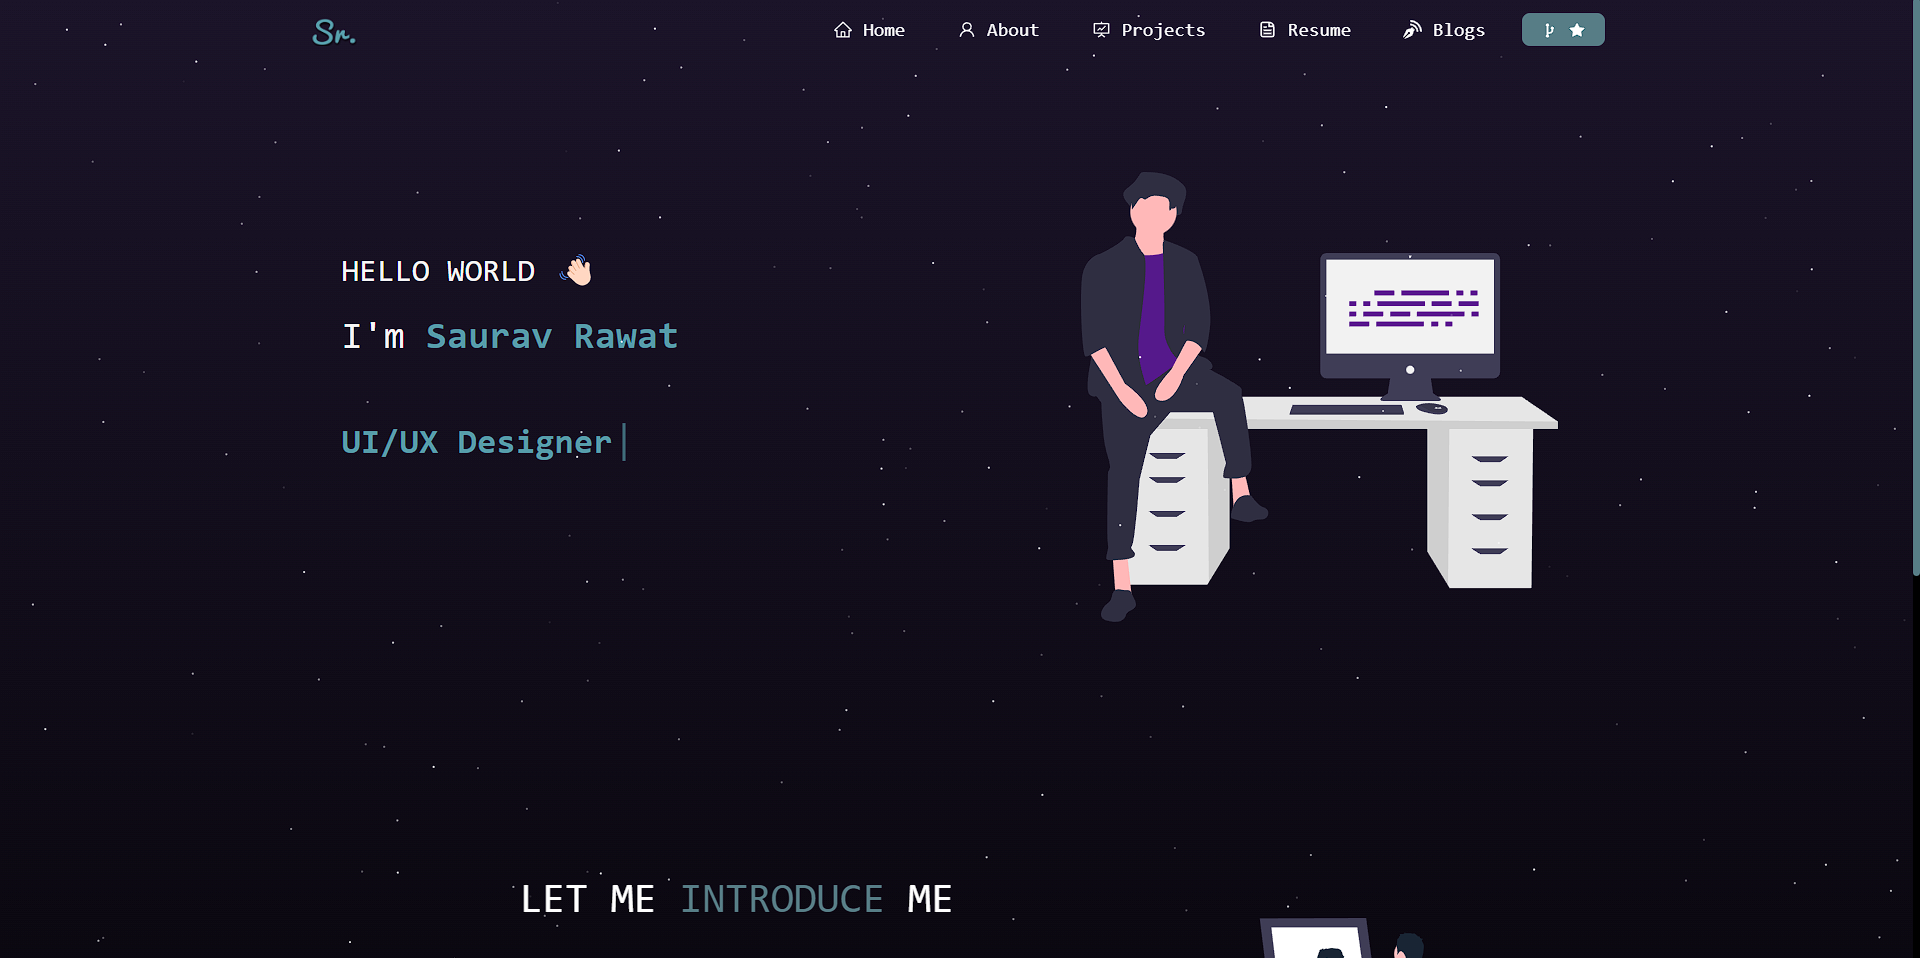 Sr.
Home About Projects Resume Blogs
HELLO WORLD 👋🏻
I'm Saurav Rawat
UI/UX Designer|
LET ME INTRODUCE ME